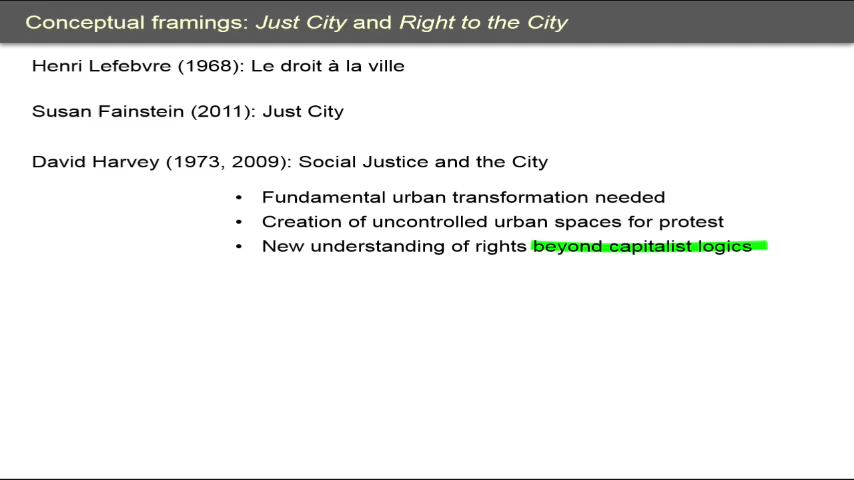 Conceptual framings: Just City and Right to the City
Henri Lefebvre (1968): Le droit à la ville
Susan Fainstein (2011): Just City
David Harvey (1973, 2009): Social Justice and the City
• Fundamental urban transformation needed
• Creation of uncontrolled urban spaces for protest
• New understanding of rights beyond capitalist logics